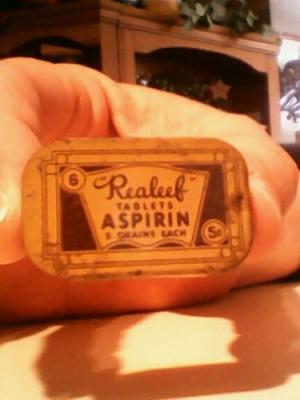 6
Realeef
TABLETS
ASPIRIN
5 GRAINS EACH
5¢